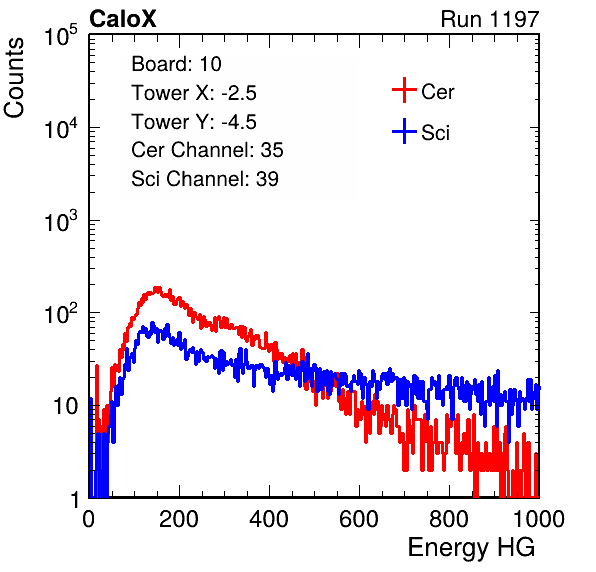 CaloX Run 1197
Counts
Board: 10
Tower X: -2.5
Tower Y: -4.5
Cer Channel: 35
Sci Channel: 39
Cer
Sci
10^5
10^4
10^3
10^2
10
1
0 200 400 600 800 1000
Energy HG